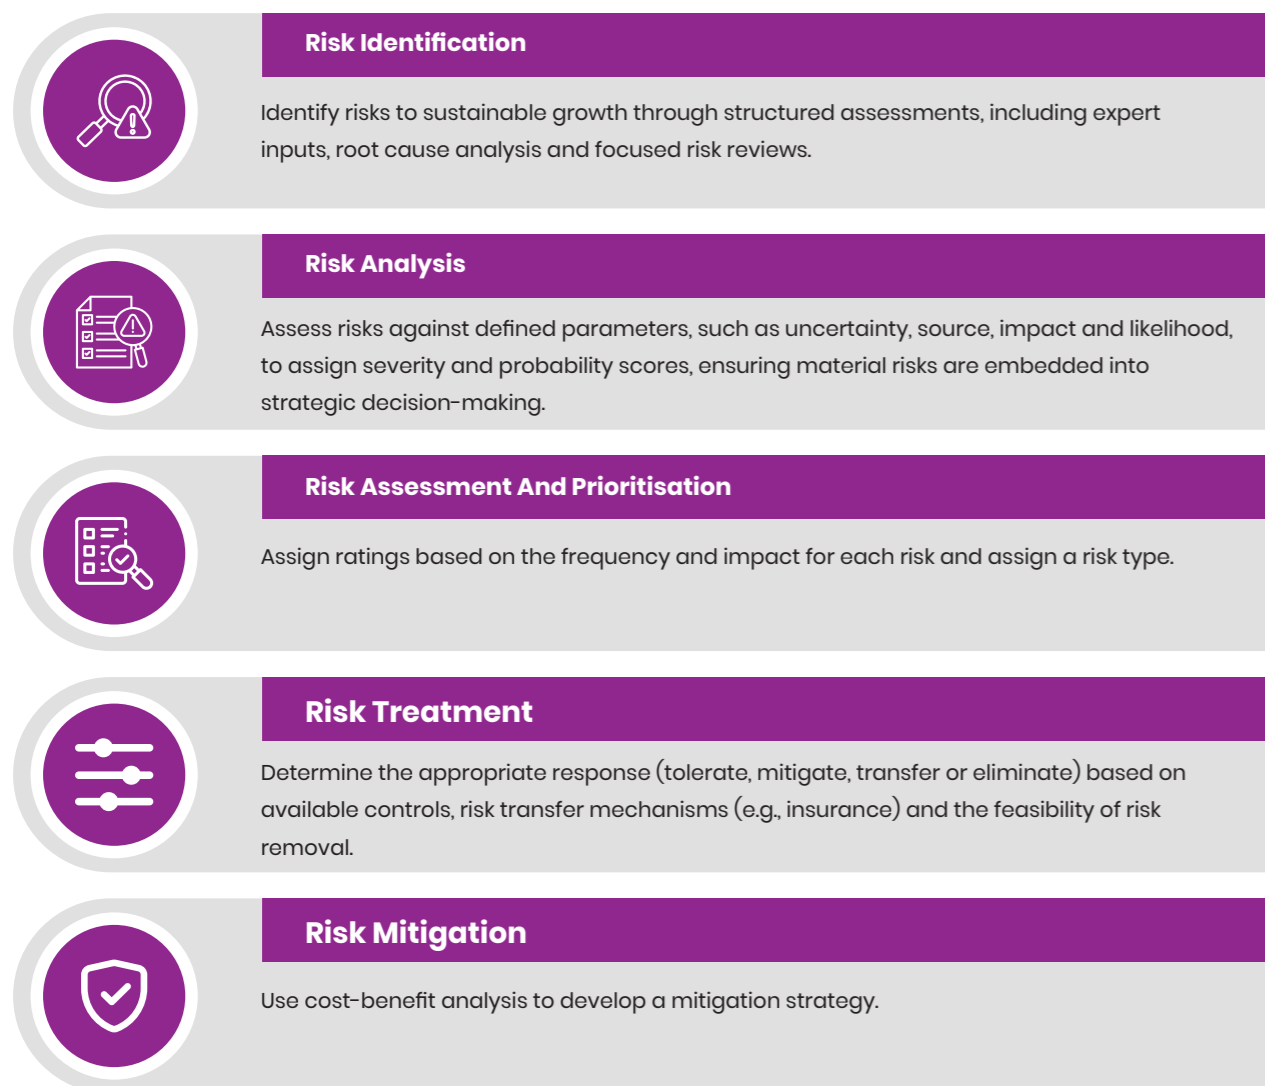 Risk Identification
Identify risks to sustainable growth through structured assessments, including expert
inputs, root cause analysis and focused risk reviews.
Risk Analysis
Assess risks against defined parameters, such as uncertainty, source, impact and likelihood,
to assign severity and probability scores, ensuring material risks are embedded into
strategic decision-making.
Risk Assessment And Prioritisation
Assign ratings based on the frequency and impact for each risk and assign a risk type.
Risk Treatment
Determine the appropriate response (tolerate, mitigate, transfer or eliminate) based on
available controls, risk transfer mechanisms (e.g., insurance) and the feasibility of risk
removal.
Risk Mitigation
Use cost-benefit analysis to develop a mitigation strategy.